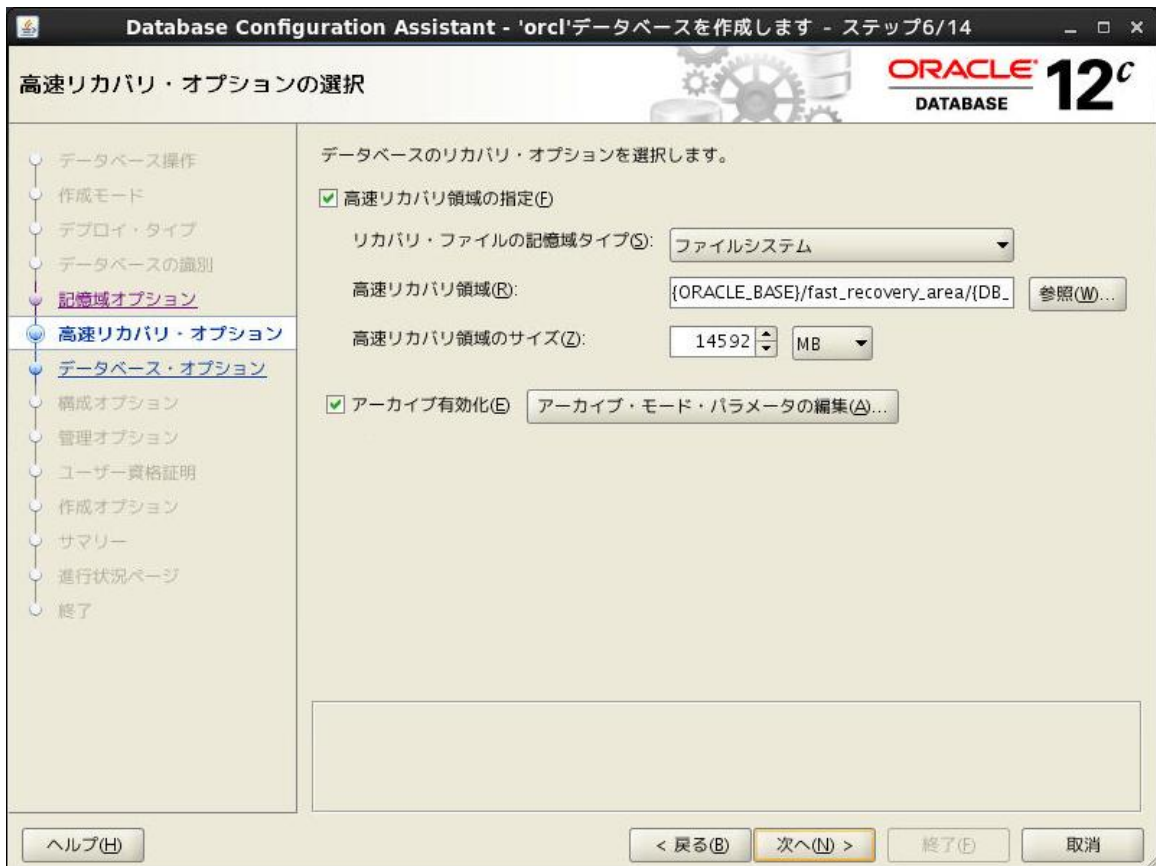 Database Configuration Assistant - 'orcl'データベースを作成します - ステップ6/14
高速リカバリ・オプションの選択
ORACLE
DATABASE
12c
データベース操作
作成モード
デプロイ・タイプ
データベースの識別
記憶域オプション
高速リカバリ・オプション
データベース・オプション
構成オプション
管理オプション
ユーザー資格証明
作成オプション
サマリー
進行状況ページ
終了
データベースのリカバリ・オプションを選択します。
高速リカバリ領域の指定(F)
リカバリ・ファイルの記憶域タイプ(S): ファイルシステム
高速リカバリ領域(R): {ORACLE_BASE}/fast_recovery_area/{DB_ 参照(W)...
高速リカバリ領域のサイズ(Z): 14592 MB
アーカイブ有効化(E) アーカイブ・モード・パラメータの編集(A)...
ヘルプ(H) < 戻る(B) 次へ(N) > 終了(F) 取消